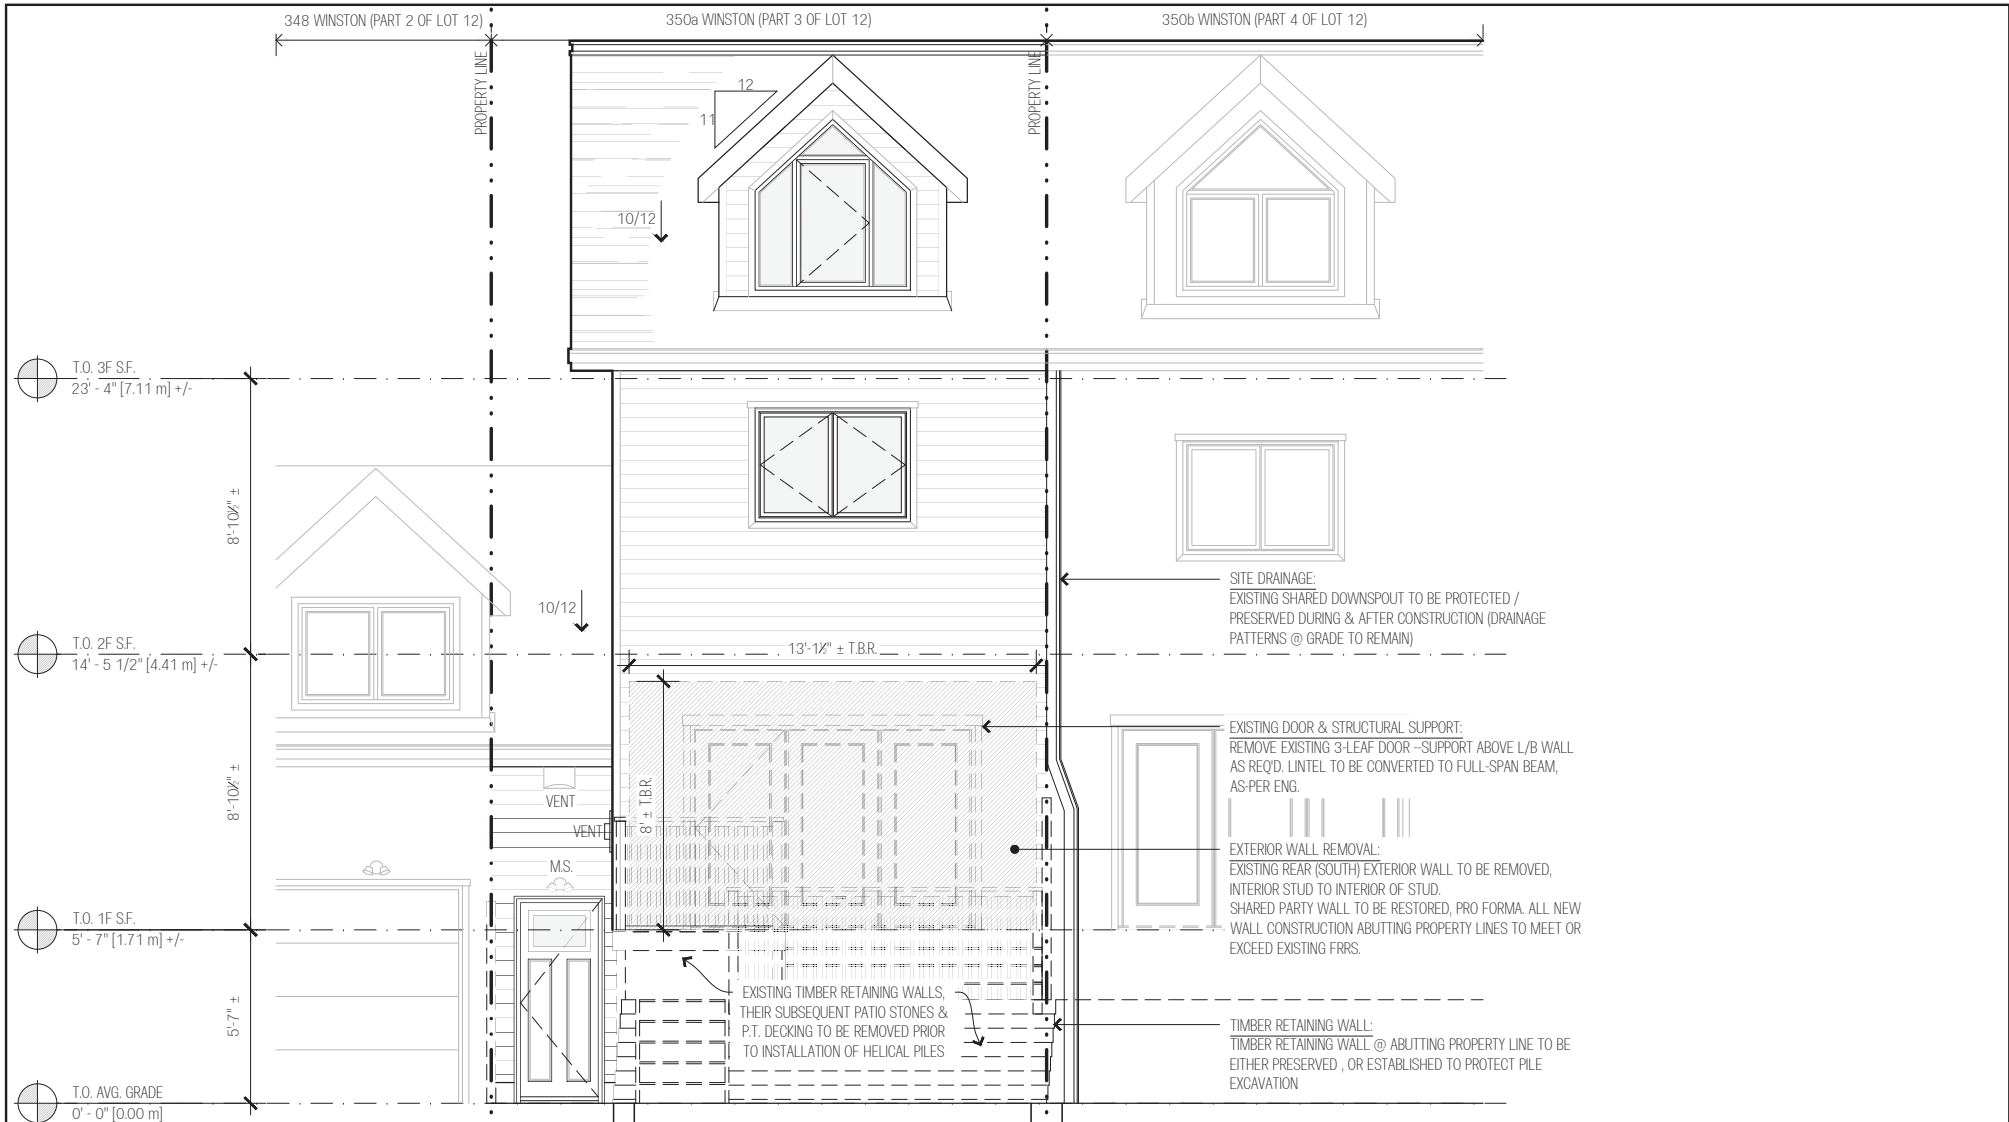 348 WINSTON (PART 2 OF LOT 12)
350a WINSTON (PART 3 OF LOT 12)
350b WINSTON (PART 4 OF LOT 12)
PROPERTY LINE
PROPERTY LINE
12
11
10/12
T.O. 3F S.F.
23' - 4" [7.11 m] +/-
8'-10½" ±
10/12
SITE DRAINAGE:
EXISTING SHARED DOWNSPOUT TO BE PROTECTED /
PRESERVED DURING & AFTER CONSTRUCTION (DRAINAGE
PATTERNS @ GRADE TO REMAIN)
T.O. 2F S.F.
14' - 5 1/2" [4.41 m] +/-
13'-1½" ± T.B.R.
EXISTING DOOR & STRUCTURAL SUPPORT:
REMOVE EXISTING 3-LEAF DOOR --SUPPORT ABOVE L/B WALL
AS REQ'D. LINTEL TO BE CONVERTED TO FULL-SPAN BEAM,
AS-PER ENG.
8'-10½" ±
8' ± T.B.R.
VENT
VENT
M.S.
EXTERIOR WALL REMOVAL:
EXISTING REAR (SOUTH) EXTERIOR WALL TO BE REMOVED,
INTERIOR STUD TO INTERIOR OF STUD.
SHARED PARTY WALL TO BE RESTORED, PRO FORMA. ALL NEW
WALL CONSTRUCTION ABUTTING PROPERTY LINES TO MEET OR
EXCEED EXISTING FRRS.
T.O. 1F S.F.
5' - 7" [1.71 m] +/-
5'-7" ±
EXISTING TIMBER RETAINING WALLS,
THEIR SUBSEQUENT PATIO STONES &
P.T. DECKING TO BE REMOVED PRIOR
TO INSTALLATION OF HELICAL PILES
TIMBER RETAINING WALL:
TIMBER RETAINING WALL @ ABUTTING PROPERTY LINE TO BE
EITHER PRESERVED , OR ESTABLISHED TO PROTECT PILE
EXCAVATION
T.O. AVG. GRADE
0' - 0" [0.00 m]